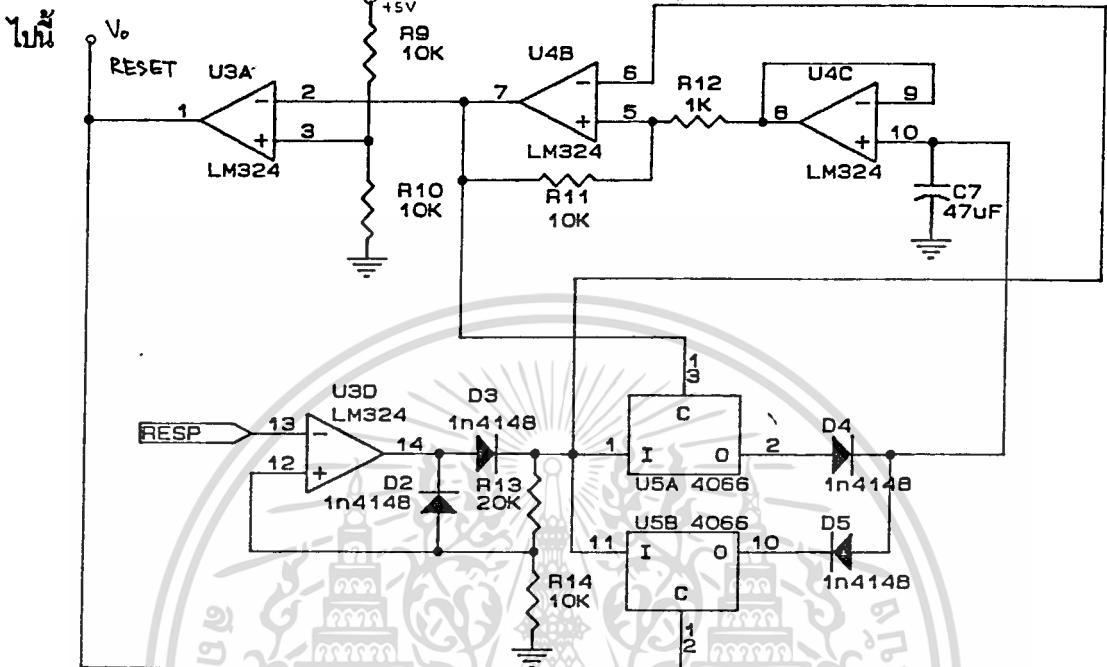 ไปนี้
Vo
RESET
+5V
R9
10K
U3A
2
1
3
LM324
R10
10K
U4B
7
6
5
LM324
R11
10K
R12
1K
U4C
8
9
10
LM324
C7
47uF
RESP
13
12
U3D
LM324
14
D3
1n4148
D2
1n4148
R13
20K
R14
10K
13
C
1
I
O
2
U5A 4066
D4
1n4148
U5B 4066
11
I
O
10
C
12
D5
1n4148